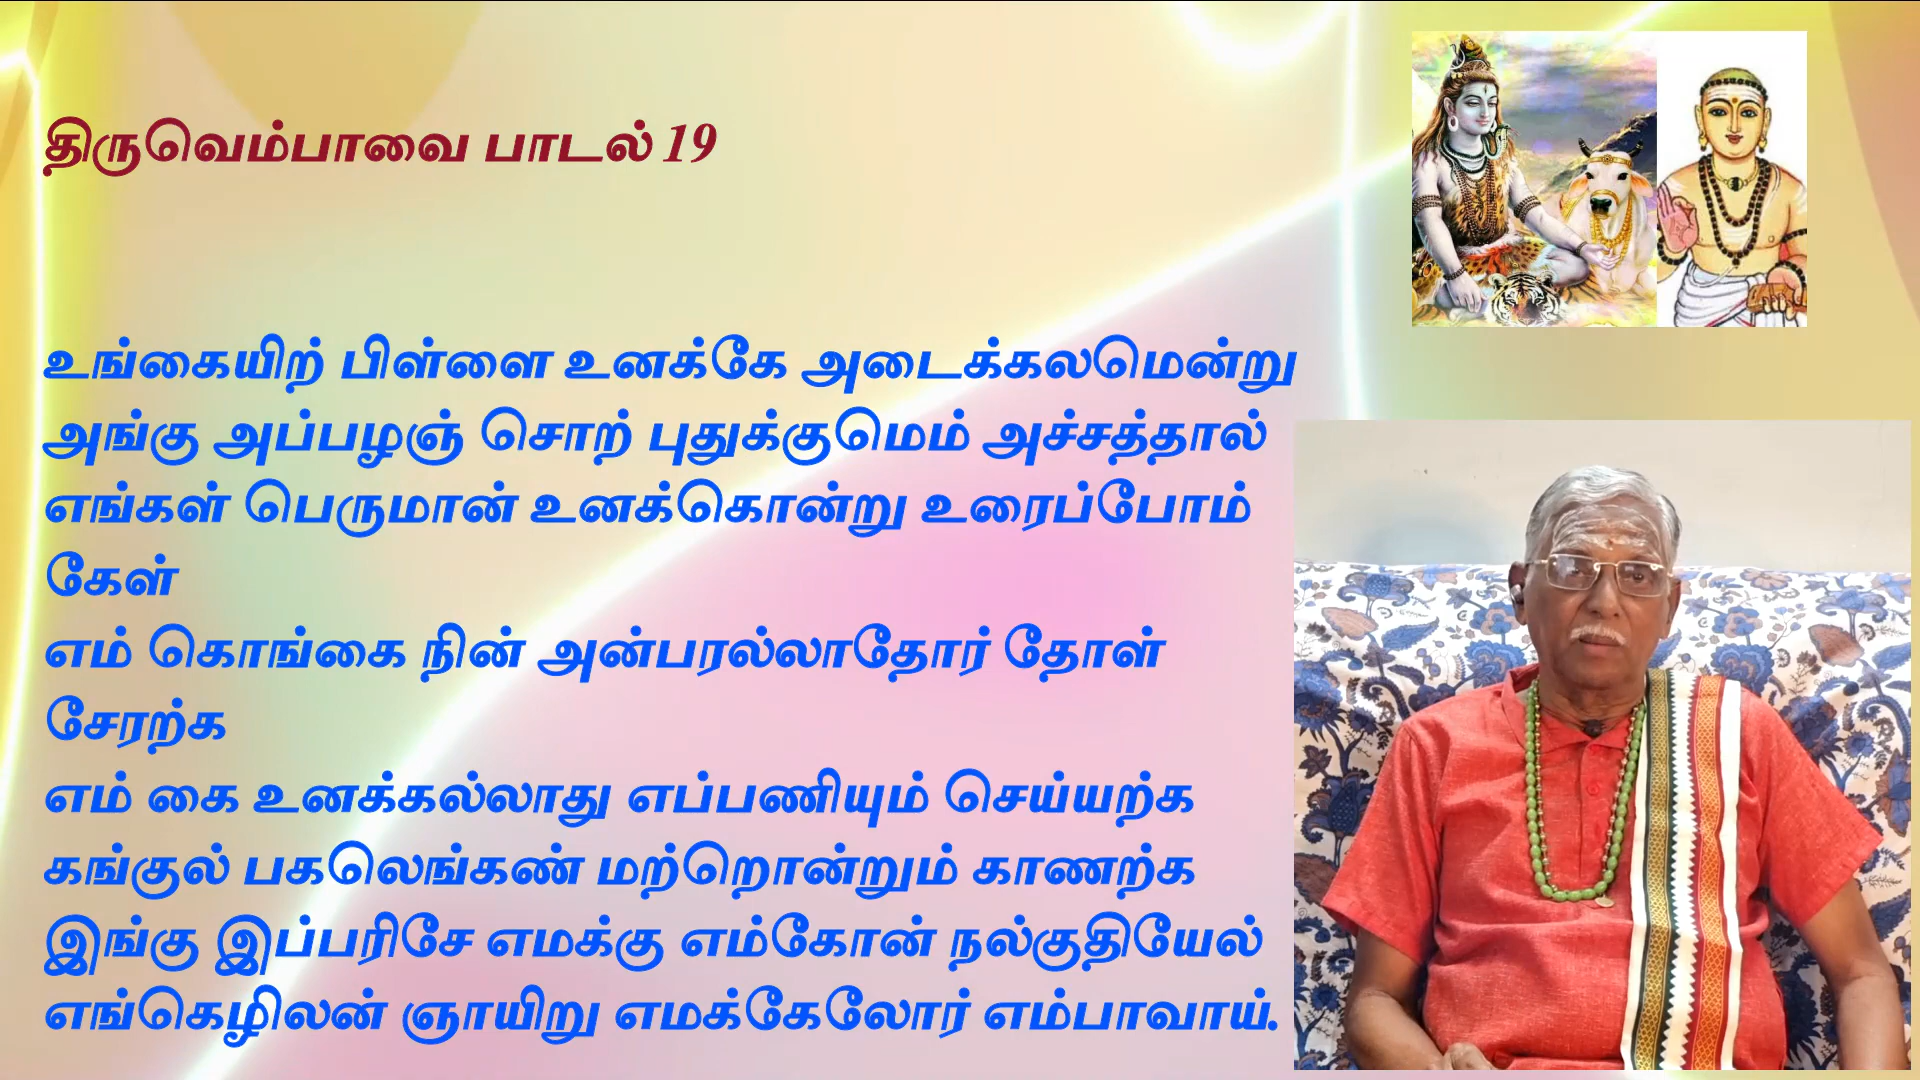 திருவெம்பாவை பாடல் 19
உங்கையிற் பிள்ளை உனக்கே அடைக்கலமென்று
அங்கு அப்பழஞ் சொற் புதுக்குமெம் அச்சத்தால்
எங்கள் பெருமான் உனக்கொன்று உரைப்போம்
கேள்
எம் கொங்கை நின் அன்பரல்லாதோர் தோள்
சேரற்க
எம் கை உனக்கல்லாது எப்பணியும் செய்யற்க
கங்குல் பகலெங்கண் மற்றொன்றும் காணற்க
இங்கு இப்பரிசே எமக்கு எம்கோன் நல்குதியேல்
எங்கெழிலன் ஞாயிறு எமக்கேலோர் எம்பாவாய்.